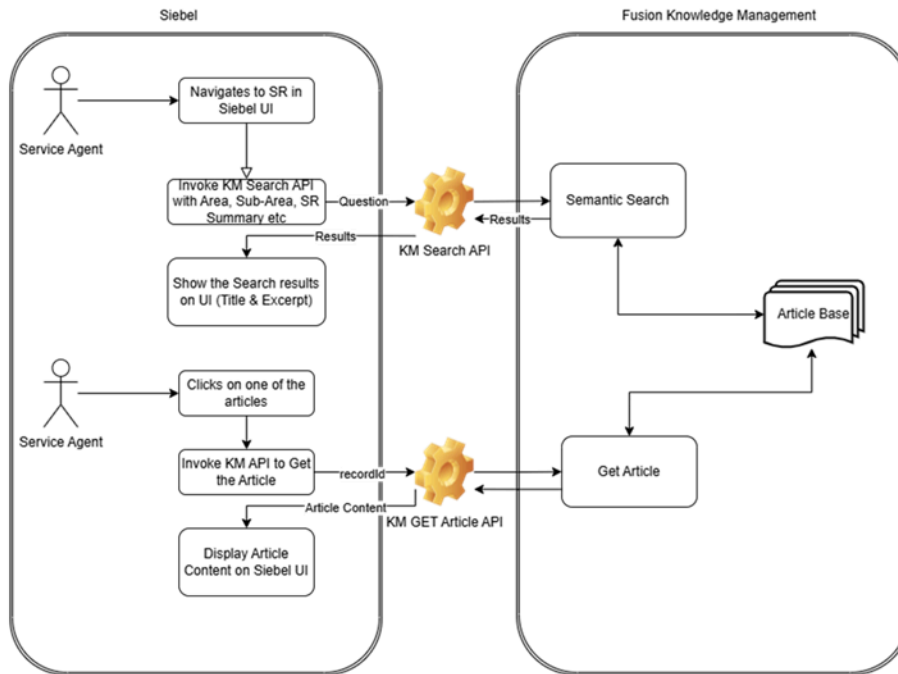 Siebel
Fusion Knowledge Management
Service Agent
Navigates to SR in
Siebel UI
Invoke KM Search API
with Area, Sub-Area, SR
Summary etc
Question
KM Search API
Semantic Search
Results
Results
Show the Search results
on UI (Title & Excerpt)
Article Base
Service Agent
Clicks on one of the
articles
Invoke KM API to Get
the Article
recordId
KM GET Article API
Get Article
Article Content
Display Article
Content on Siebel UI